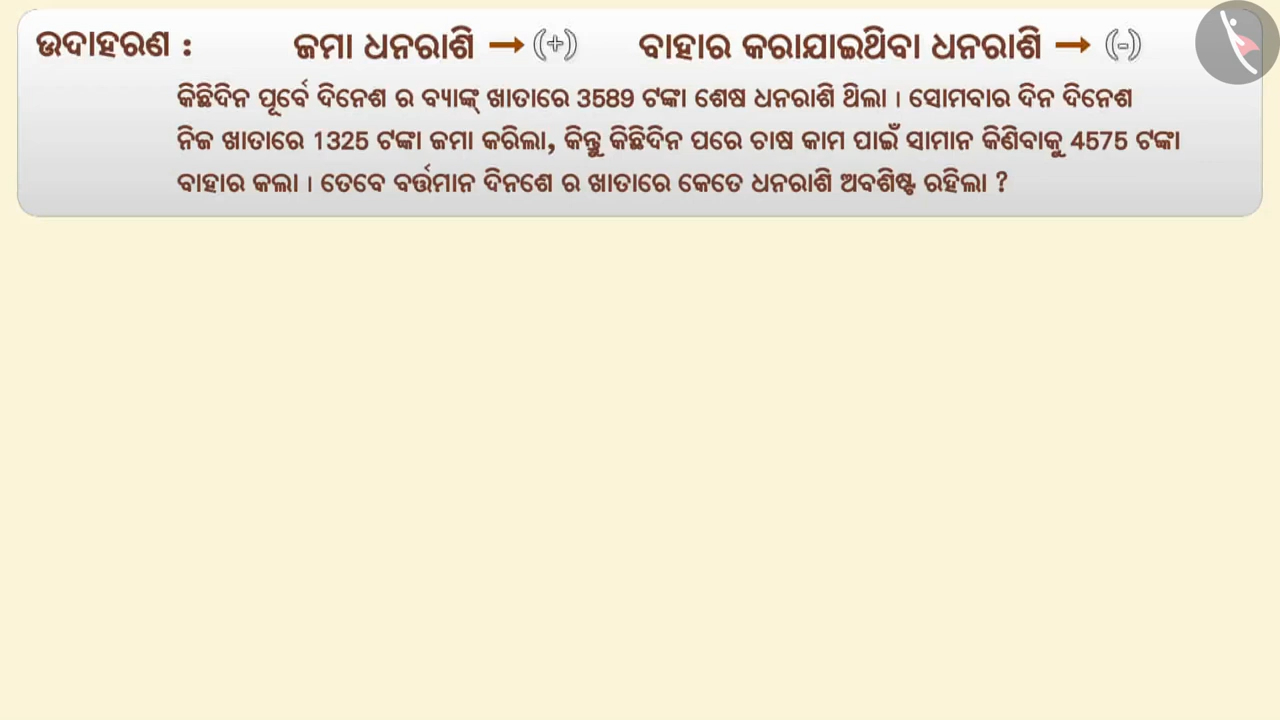 ଉଦାହରଣ : ଜମା ଧନରାଶି → (+) ବାହାର କରାଯାଇଥିବା ଧନରାଶି → (-)
କିଛିଦିନ ପୂର୍ବେ ଦିନେଶ ର ବ୍ୟାଙ୍କ୍ ଖାତାରେ 3589 ଟଙ୍କା ଶେଷ ଧନରାଶି ଥିଲା । ସୋମବାର ଦିନ ଦିନେଶ
ନିଜ ଖାତାରେ 1325 ଟଙ୍କା ଜମା କରିଲା, କିନ୍ତୁ କିଛିଦିନ ପରେ ଚାଷ କାମ ପାଇଁ ସାମାନ କିଣିବାକୁ 4575 ଟଙ୍କା
ବାହାର କଲା । ତେବେ ବର୍ତ୍ତମାନ ଦିନଶେ ର ଖାତାରେ କେତେ ଧନରାଶି ଅବଶିଷ୍ଟ ରହିଲା ?